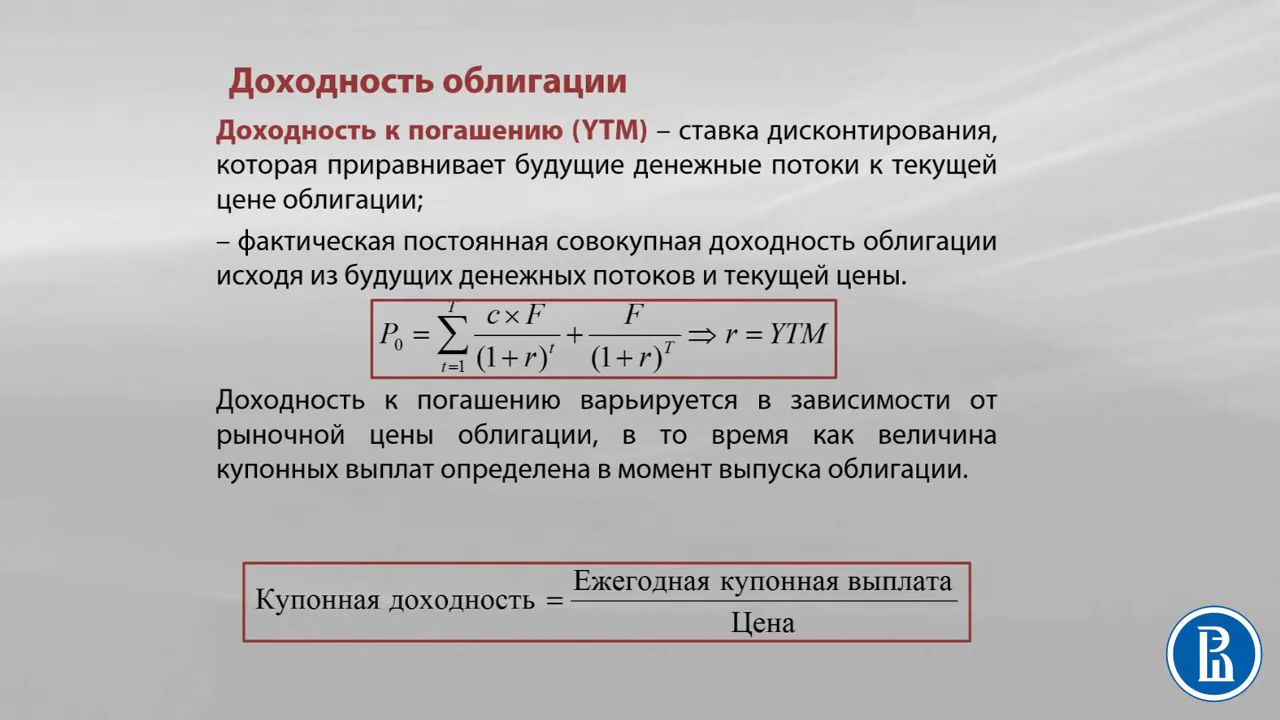 Доходность облигации
Доходность к погашению (YTM) – ставка дисконтирования,
которая приравнивает будущие денежные потоки к текущей
цене облигации;
– фактическая постоянная совокупная доходность облигации
исходя из будущих денежных потоков и текущей цены.
P₀ = ∑_{t=1}^{T} (c × F)/(1 + r)^t + F/(1 + r)^T ⇒ r = YTM
Доходность к погашению варьируется в зависимости от
рыночной цены облигации, в то время как величина
купонных выплат определена в момент выпуска облигации.
Купонная доходность = Ежегодная купонная выплата
Цена